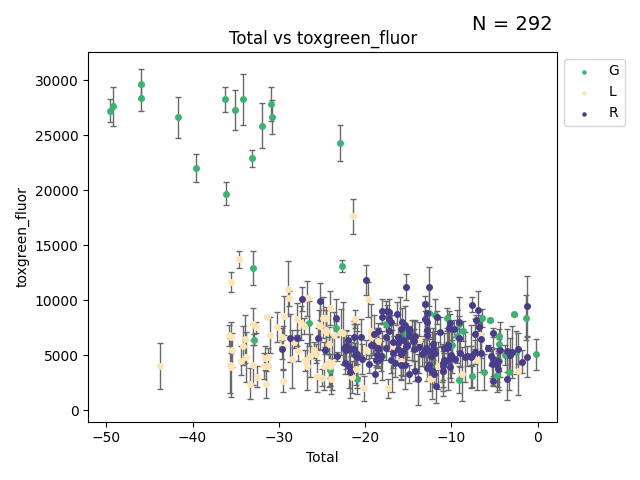 N = 292
Total vs toxgreen_fluor
30000
25000
20000
15000
10000
5000
0
toxgreen_fluor
−50
−40
−30
−20
−10
0
Total
G
L
R